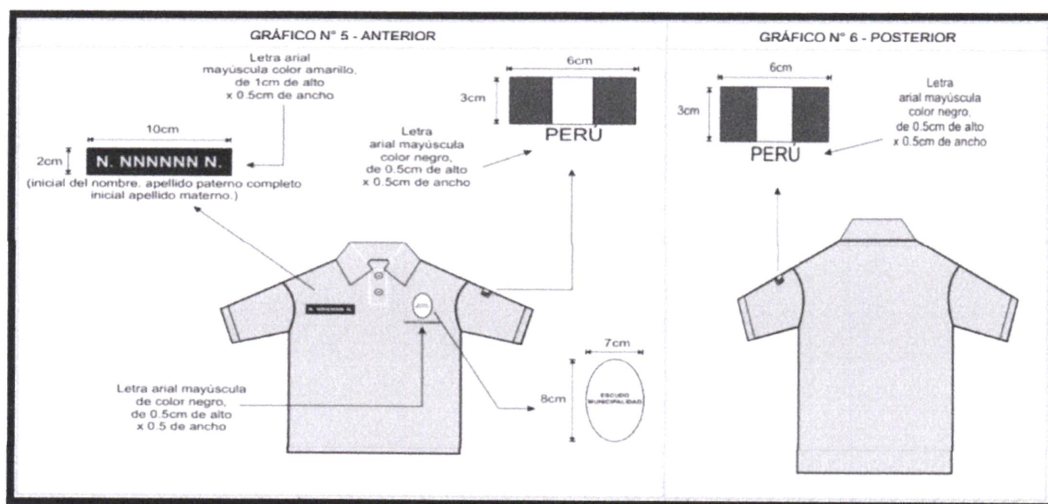 GRÁFICO N° 5 - ANTERIOR
Letra arial
mayúscula color amarillo,
de 1cm de alto
x 0.5cm de ancho
10cm
2cm
N. NNNNNN N.
(inicial del nombre. apellido paterno completo
inicial apellido materno.)
6cm
3cm
PERÚ
Letra
arial mayúscula
color negro,
de 0.5cm de alto
x 0.5cm de ancho
N. NNNNNN N.
Letra arial mayúscula
de color negro,
de 0.5cm de alto
x 0.5 de ancho
7cm
8cm
ESCUDO
MUNICIPALIDAD
GRÁFICO N° 6 - POSTERIOR
6cm
3cm
PERÚ
Letra
arial mayúscula
color negro,
de 0.5cm de alto
x 0.5cm de ancho